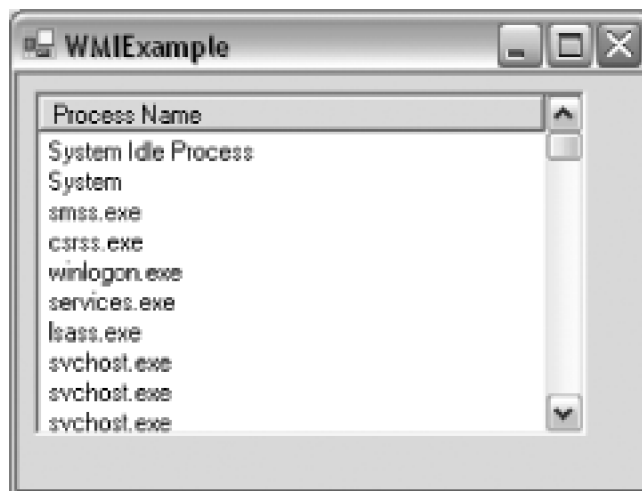 WMIExample
Process Name
System Idle Process
System
smss.exe
csrss.exe
winlogon.exe
services.exe
lsass.exe
svchost.exe
svchost.exe
svchost.exe